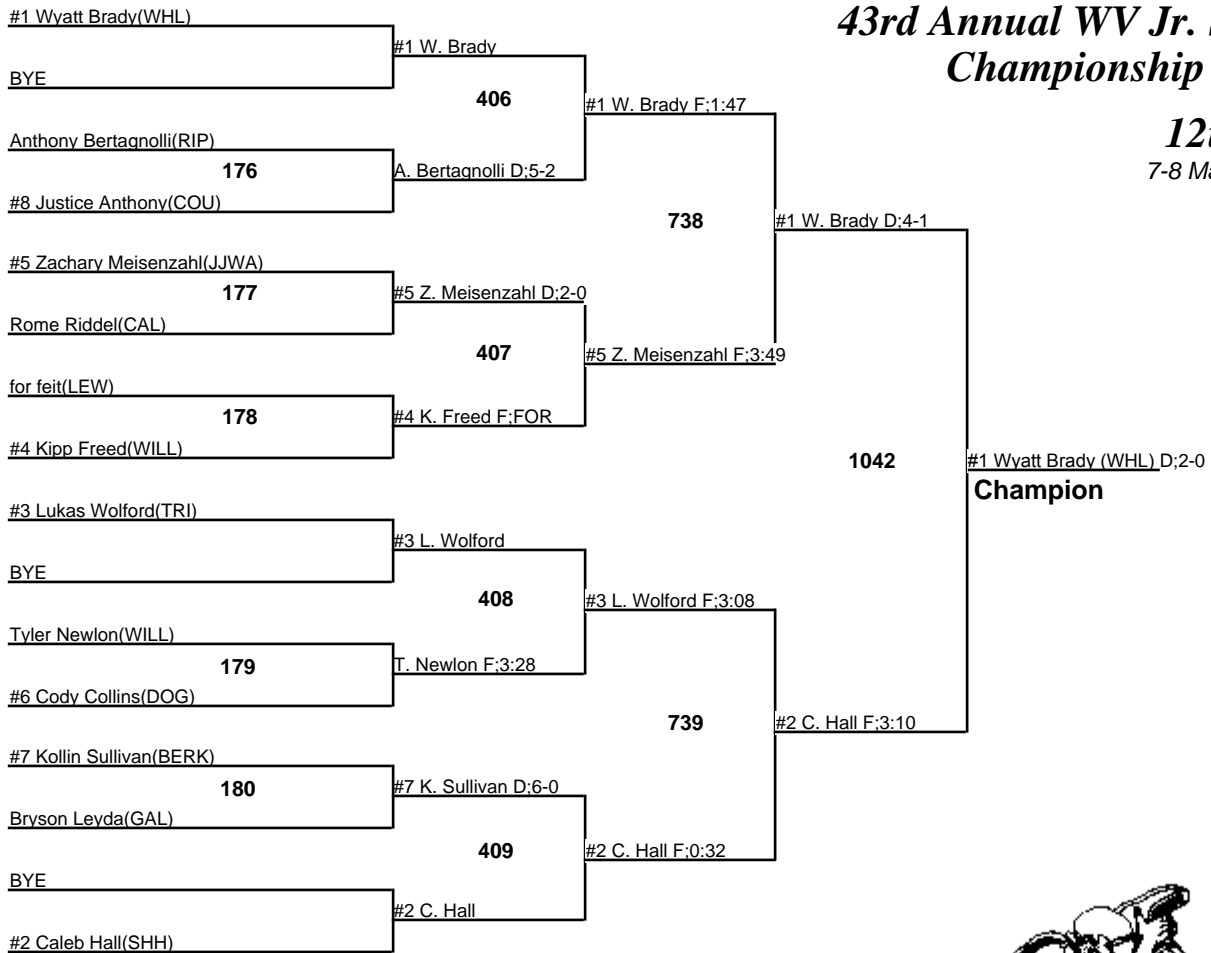 43rd Annual WV Jr.
Championship
7-8
#1 Wyatt Brady(WHL)
BYE
Anthony Bertagnolli(RIP)
176
#8 Justice Anthony(COU)
#5 Zachary Meisenzahl(JJWA)
177
Rome Riddel(CAL)
for feit(LEW)
178
#4 Kipp Freed(WILL)
#3 Lukas Wolford(TRI)
BYE
Tyler Newlon(WILL)
179
#6 Cody Collins(DOG)
#7 Kollin Sullivan(BERK)
180
Bryson Leyda(GAL)
BYE
#2 Caleb Hall(SHH)
#1 W. Brady
406
A. Bertagnolli D;5-2
#5 Z. Meisenzahl D;2-0
407
#4 K. Freed F;FOR
#3 L. Wolford
408
T. Newlon F;3:28
#7 K. Sullivan D;6-0
409
#2 C. Hall
#1 W. Brady F;1:47
738
#5 Z. Meisenzahl F;3:49
#3 L. Wolford F;3:08
739
#2 C. Hall F;0:32
#1 W. Brady D;4-1
1042
#2 C. Hall F;3:10
#1 Wyatt Brady (WHL) D;2-0
Champion